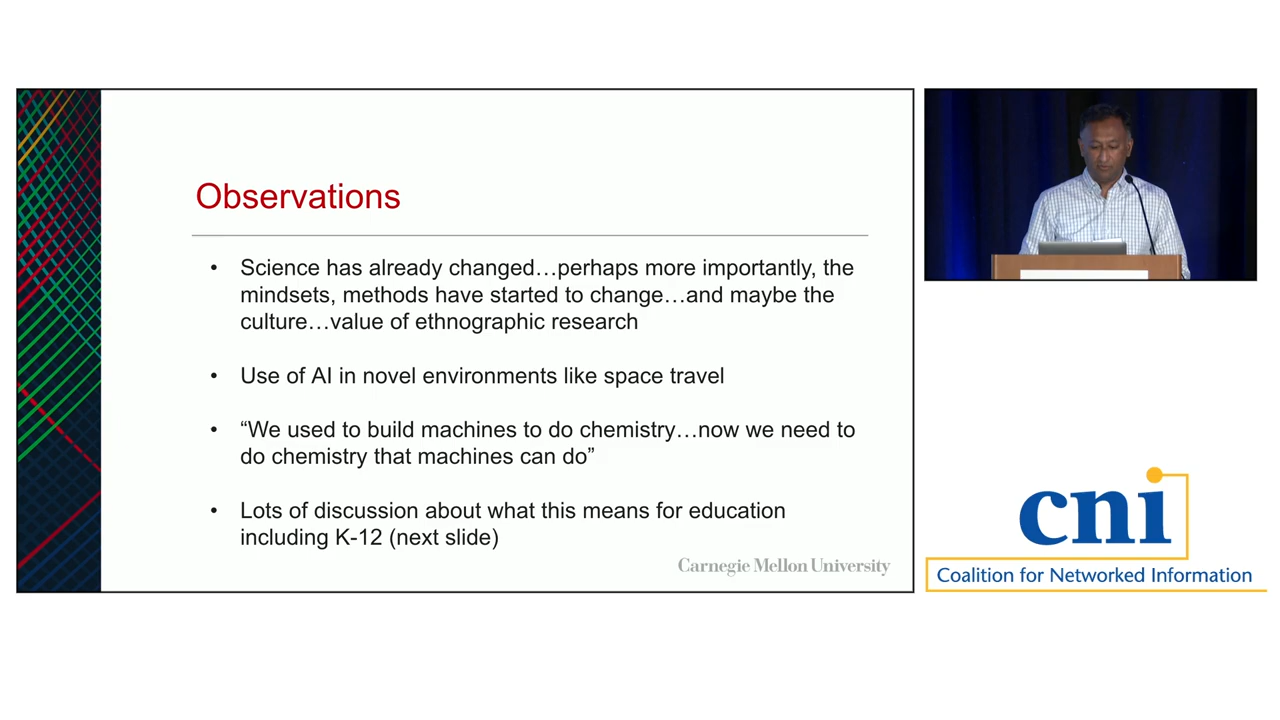 Observations
• Science has already changed…perhaps more importantly, the
mindsets, methods have started to change…and maybe the
culture…value of ethnographic research
• Use of AI in novel environments like space travel
• “We used to build machines to do chemistry…now we need to
do chemistry that machines can do”
• Lots of discussion about what this means for education
including K-12 (next slide)
Carnegie Mellon University
cni
Coalition for Networked Information